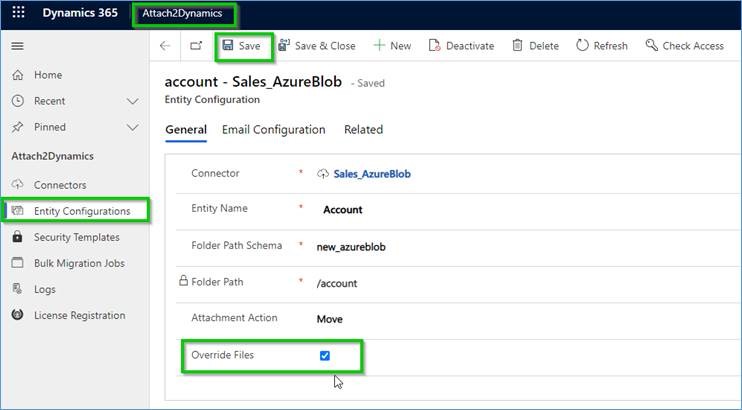 Dynamics 365 Attach2Dynamics
Save Save & Close New Deactivate Delete Refresh Check Access
Home
Recent
Pinned
Attach2Dynamics
Connectors
Entity Configurations
Security Templates
Bulk Migration Jobs
Logs
License Registration
account - Sales_AzureBlob - Saved
Entity Configuration
General Email Configuration Related
Connector * Sales_AzureBlob
Entity Name * Account
Folder Path Schema * new_azureblob
Folder Path * /account
Attachment Action Move
Override Files